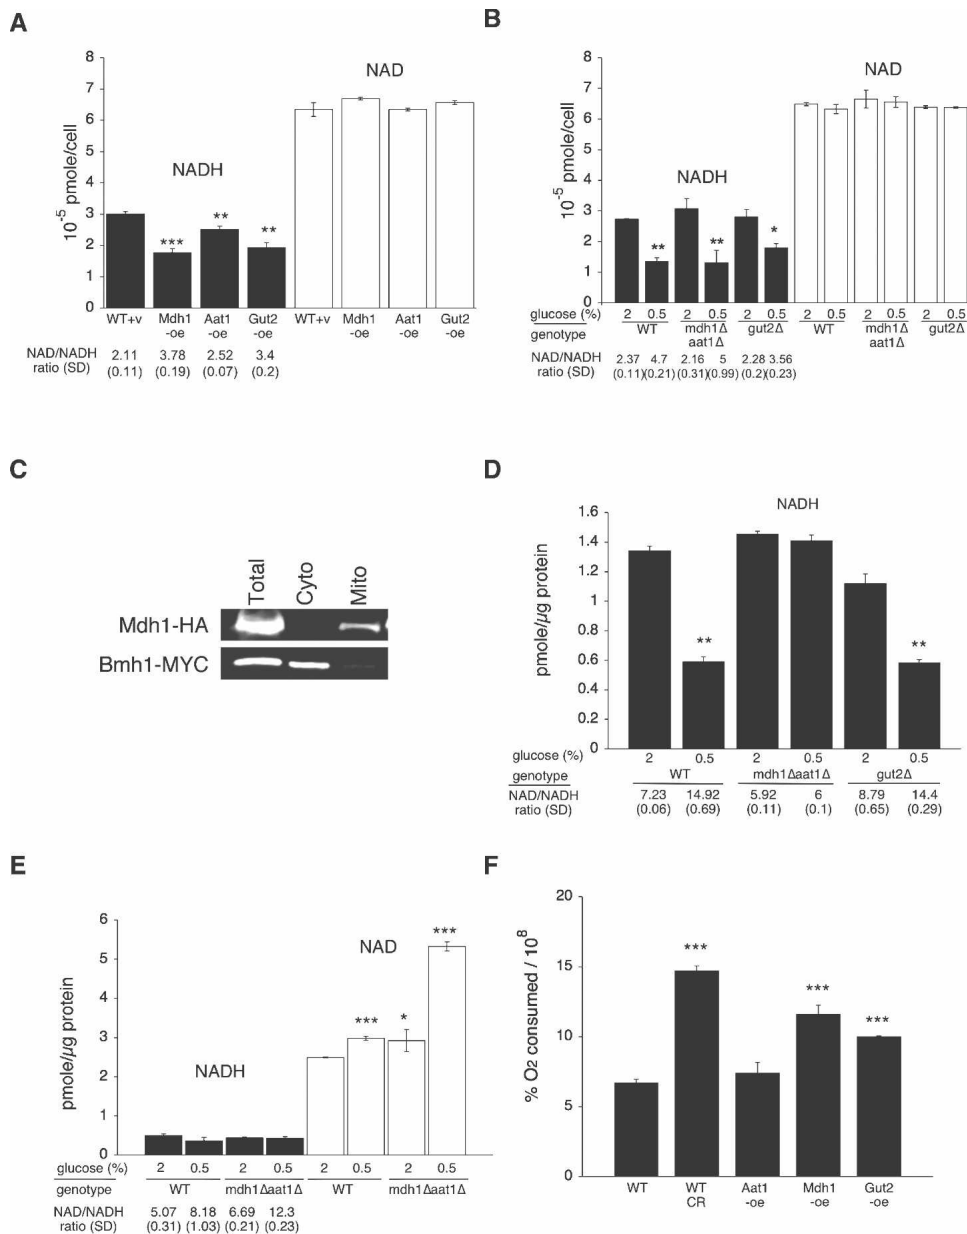 A
8
7
6
5
4
3
2
1
0
10-5 pmole/cell
NADH
NAD
***
**
**
WT+v Mdh1 -oe Aat1 -oe Gut2 -oe WT+v Mdh1 -oe Aat1 -oe Gut2 -oe
NAD/NADH 2.11 3.78 2.52 3.4
ratio (SD) (0.11) (0.19) (0.07) (0.2)
B
8
7
6
5
4
3
2
1
0
10-5 pmole/cell
NADH
NAD
**
**
*
glucose (%) 2 0.5 2 0.5 2 0.5 2 0.5 2 0.5 2 0.5
genotype WT mdh1Δ aat1Δ gut2Δ WT mdh1Δ aat1Δ gut2Δ
NAD/NADH 2.37 4.7 2.16 5 2.28 3.56
ratio (SD) (0.11)(0.21) (0.31)(0.99) (0.2)(0.23)
C
Total Cyto Mito
Mdh1-HA
Bmh1-MYC
D
NADH
1.6
1.4
1.2
1
0.8
0.6
0.4
0.2
0
pmole/µg protein
**
**
glucose (%) 2 0.5 2 0.5 2 0.5
genotype WT mdh1Δaat1Δ gut2Δ
NAD/NADH 7.23 14.92 5.92 6 8.79 14.4
ratio (SD) (0.06) (0.69) (0.11) (0.1) (0.65) (0.29)
E
6
5
4
3
2
1
0
pmole/µg protein
NADH
NAD
***
*
***
glucose (%) 2 0.5 2 0.5 2 0.5 2 0.5
genotype WT mdh1Δaat1Δ WT mdh1Δaat1Δ
NAD/NADH 5.07 8.18 6.69 12.3
ratio (SD) (0.31) (1.03) (0.21) (0.23)
F
20
15
10
5
0
% O2 consumed / 108
***
***
***
WT WT CR Aat1 -oe Mdh1 -oe Gut2 -oe